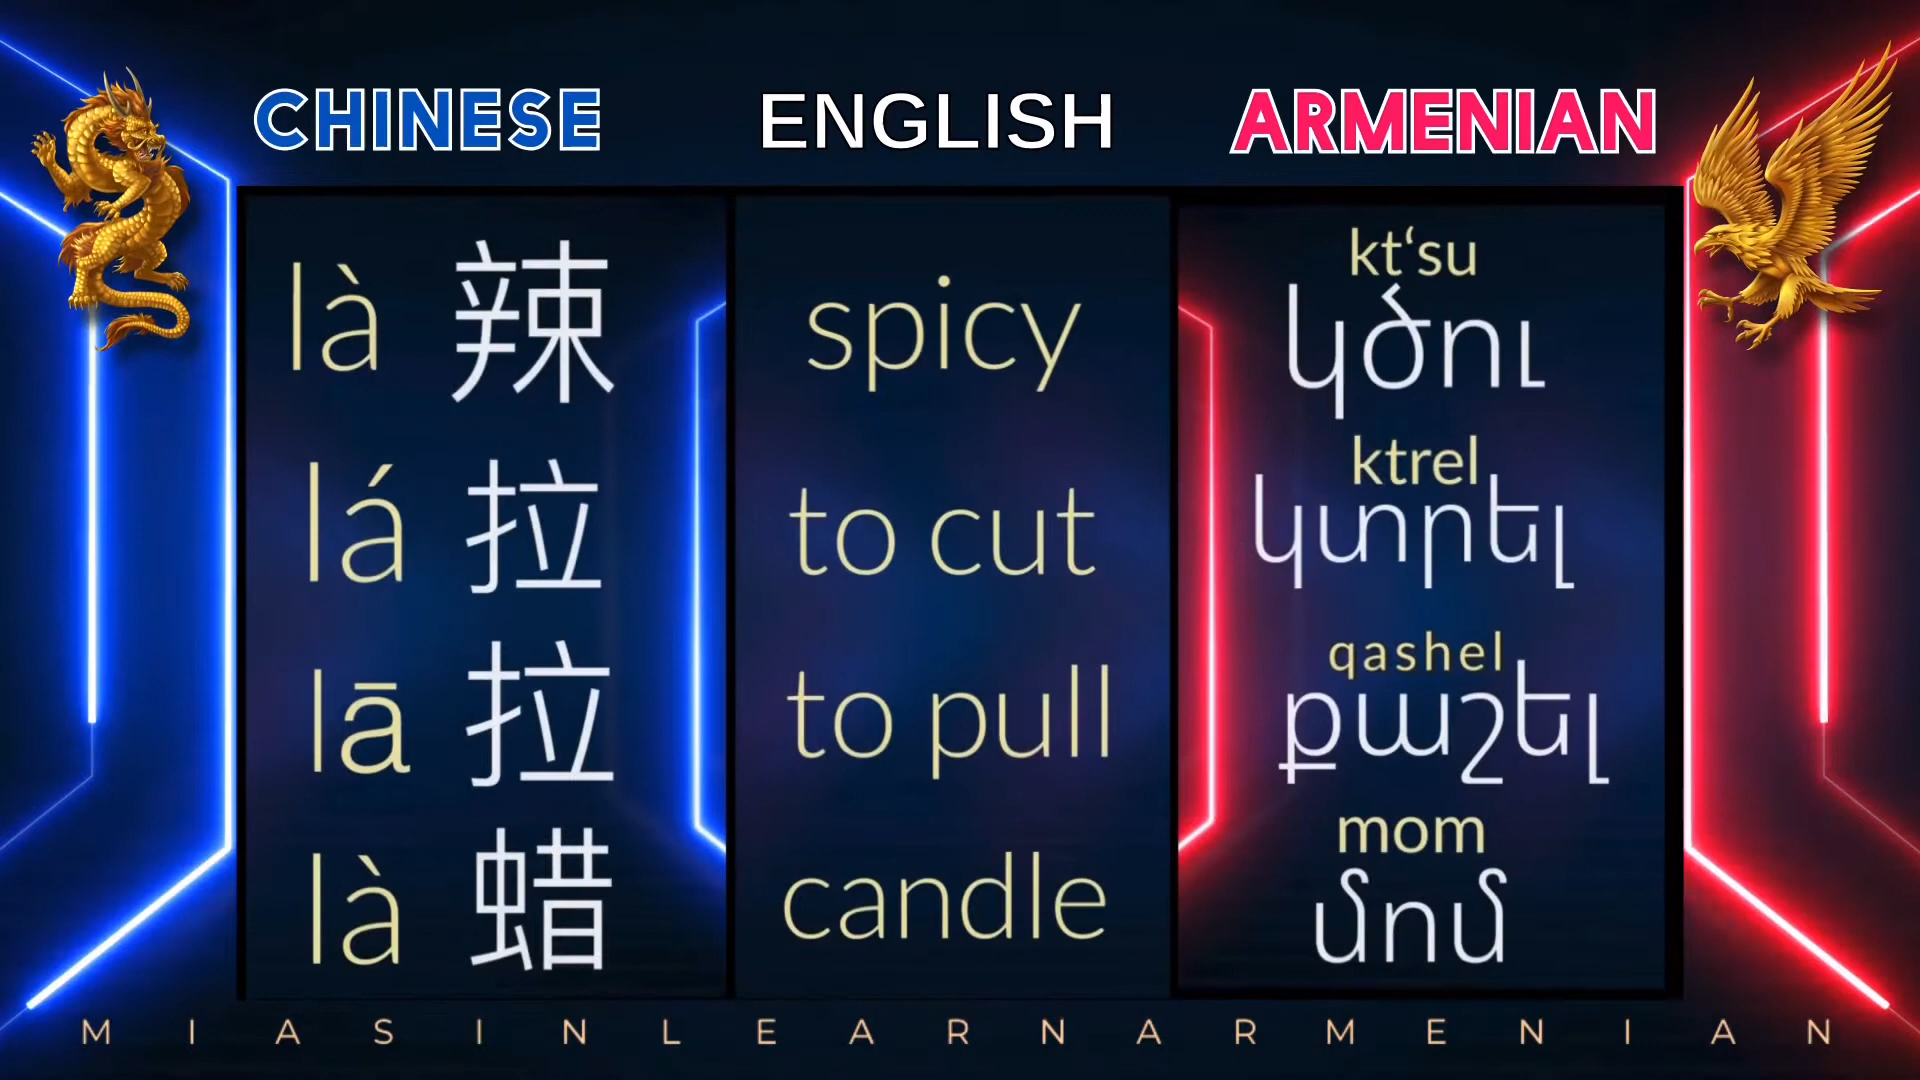 CHINESE ENGLISH ARMENIAN
kt‘su
là 辣 spicy կծու
ktrel
lá 拉 to cut կտրել
qashel
lā 拉 to pull քաշել
mom
là 蜡 candle մոմ
MIASINLEARNARMENIAN